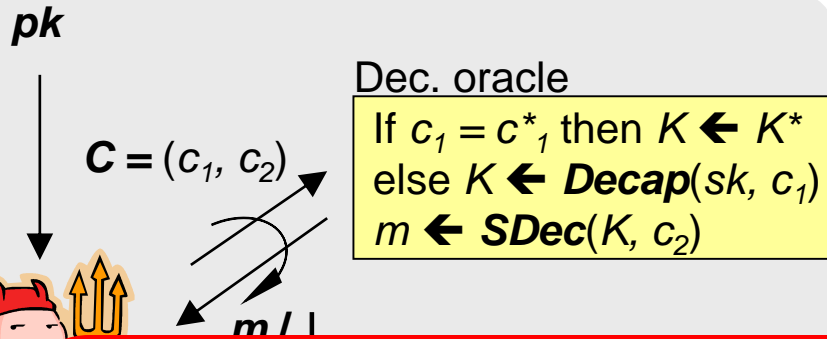 pk
Dec. oracle
If c₁ = c*₁ then K 🡸 K*
C = (c₁, c₂)
else K 🡸 Decap(sk, c₁)
m 🡸 SDec(K, c₂)